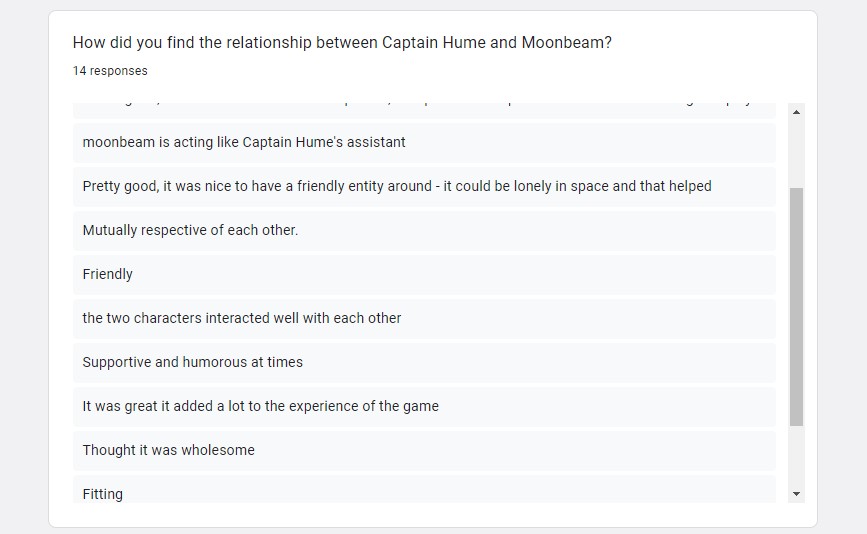 How did you find the relationship between Captain Hume and Moonbeam?
14 responses
moonbeam is acting like Captain Hume's assistant
Pretty good, it was nice to have a friendly entity around - it could be lonely in space and that helped
Mutually respective of each other.
Friendly
the two characters interacted well with each other
Supportive and humorous at times
It was great it added a lot to the experience of the game
Thought it was wholesome
Fitting